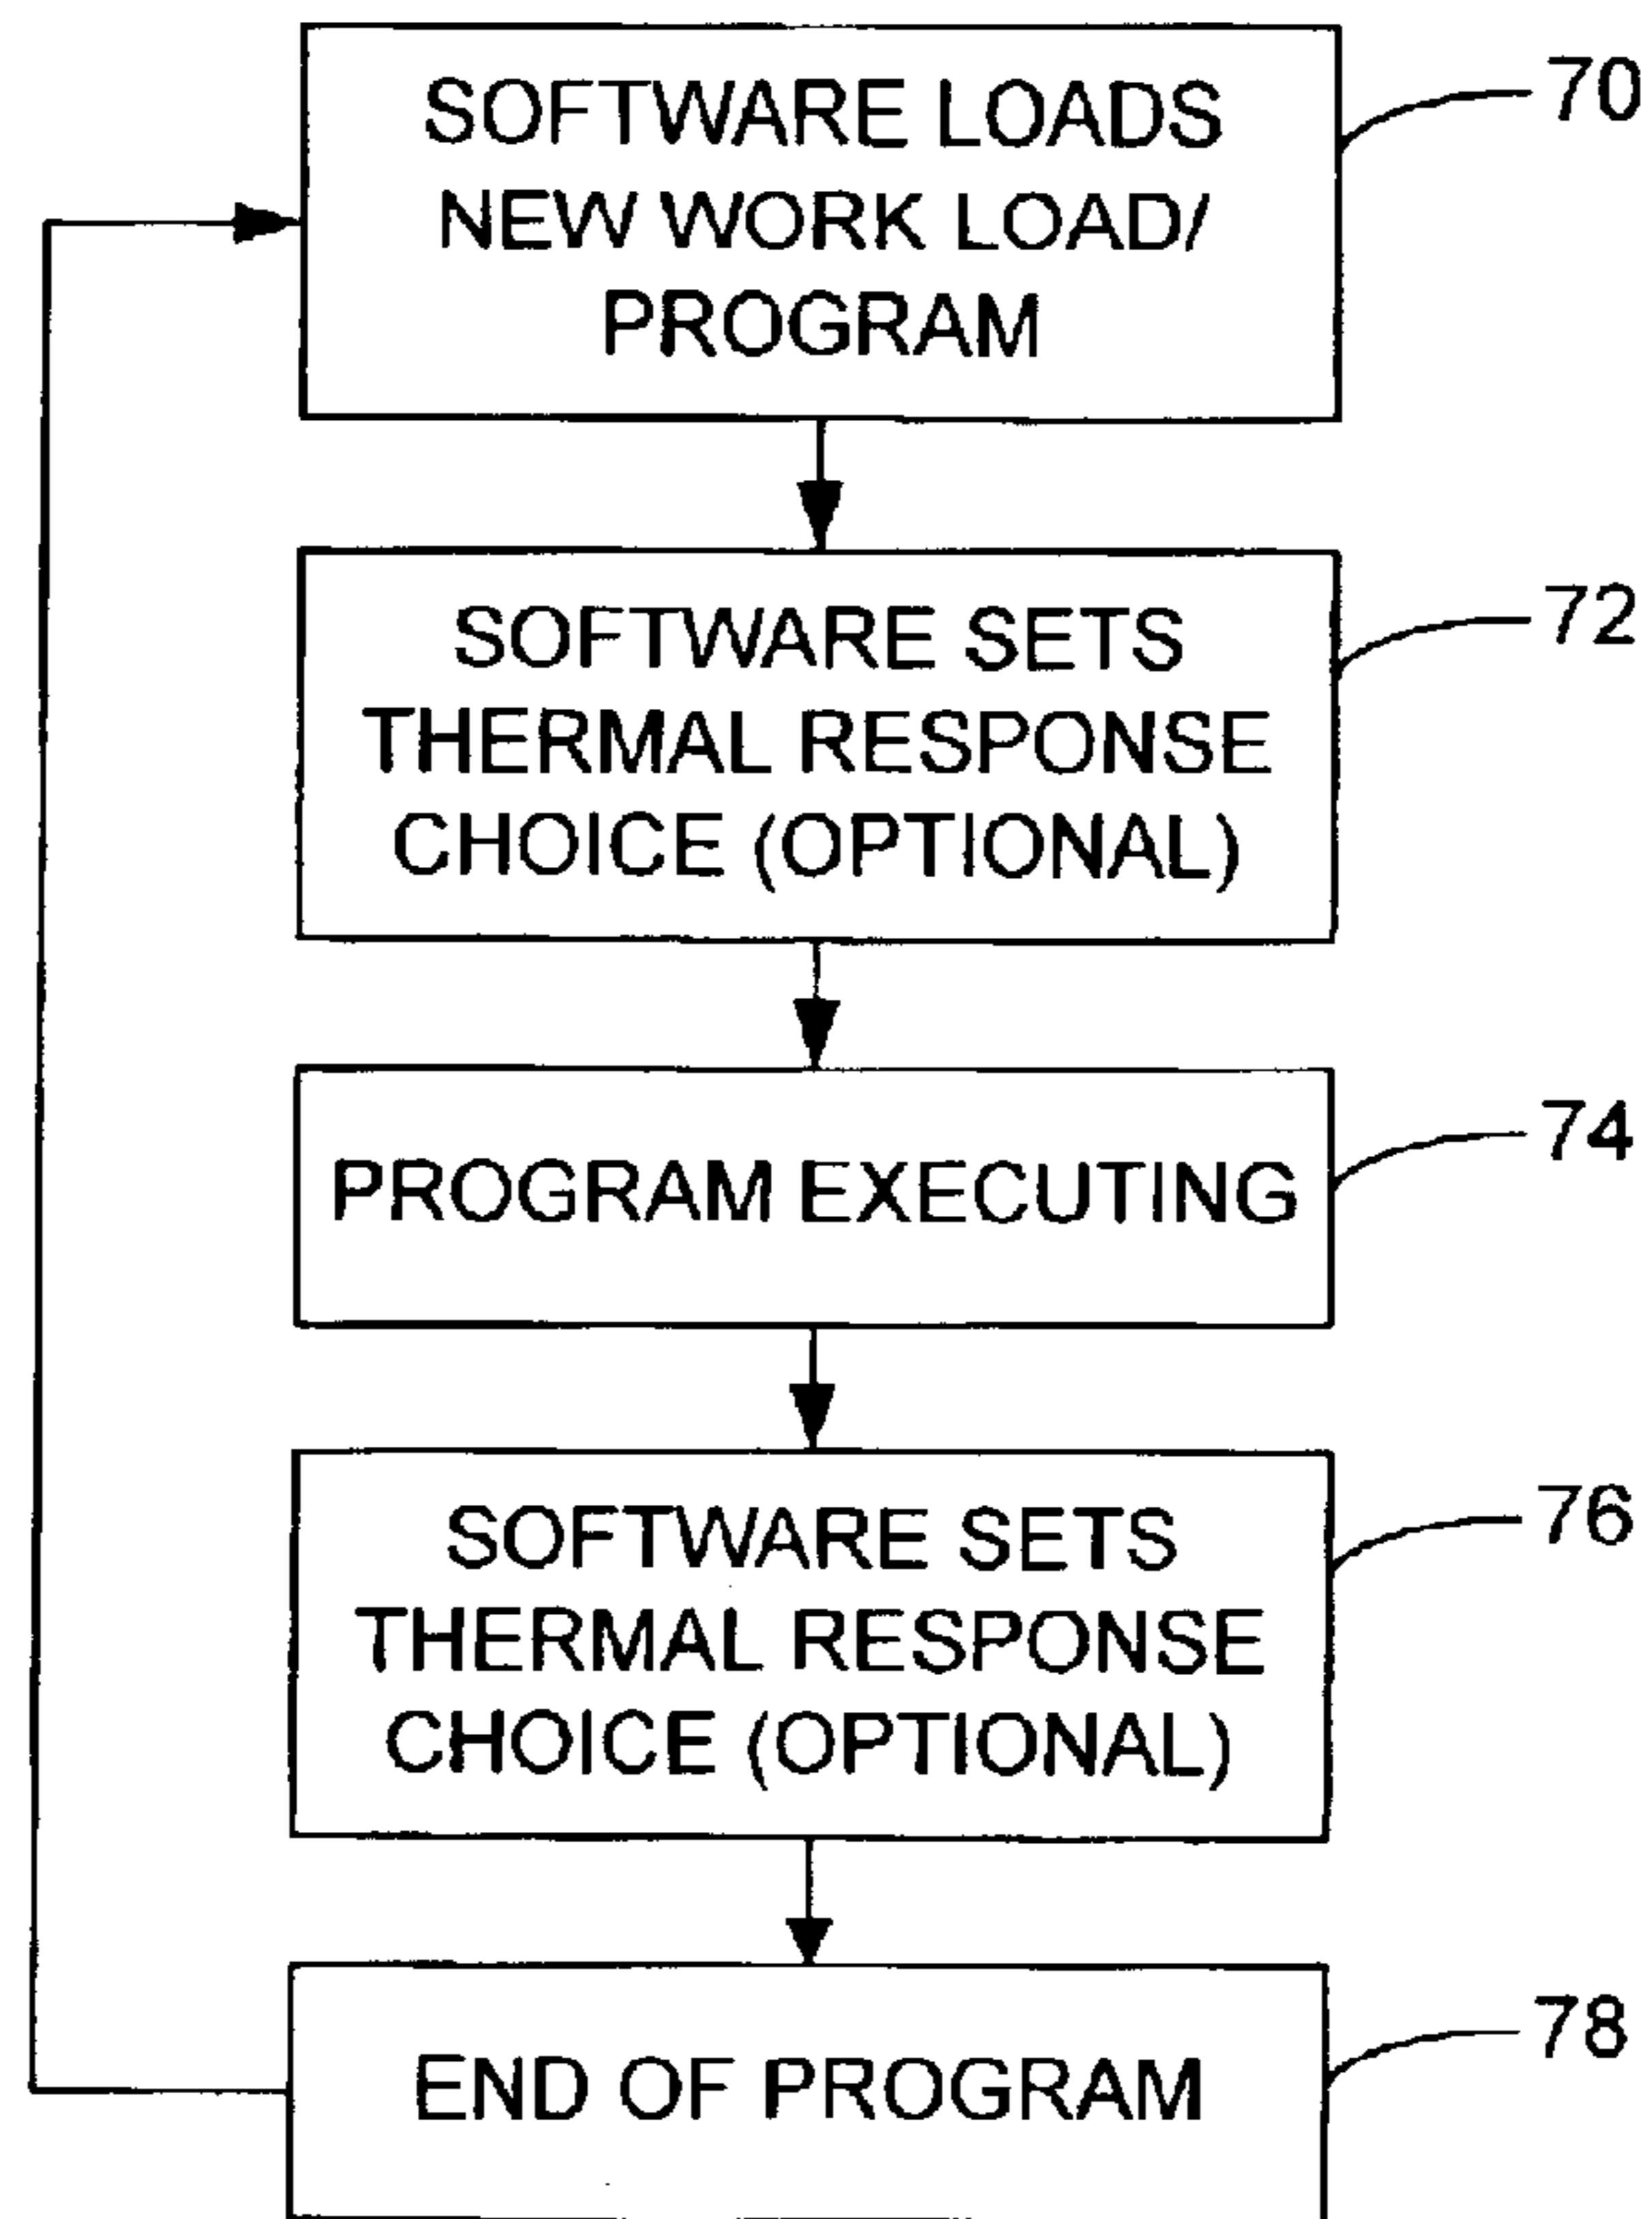 SOFTWARE LOADS
NEW WORK LOAD/
PROGRAM
70
SOFTWARE SETS
THERMAL RESPONSE
CHOICE (OPTIONAL)
72
PROGRAM EXECUTING
74
SOFTWARE SETS
THERMAL RESPONSE
CHOICE (OPTIONAL)
76
END OF PROGRAM
78